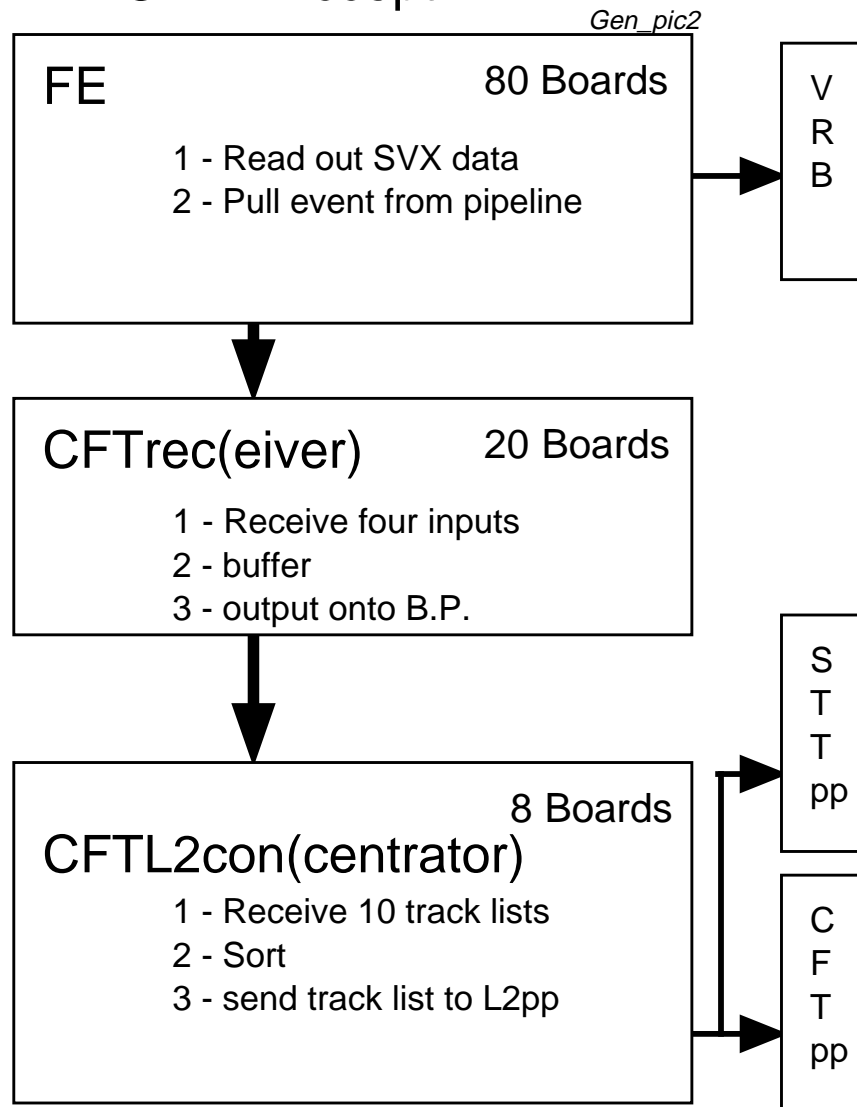 Gen_pic2
FE
80 Boards
1 - Read out SVX data
2 - Pull event from pipeline
V
R
B
CFTrec(eiver)
20 Boards
1 - Receive four inputs
2 - buffer
3 - output onto B.P.
8 Boards
CFTL2con(centrator)
1 - Receive 10 track lists
2 - Sort
3 - send track list to L2pp
S
T
T
pp
C
F
T
pp